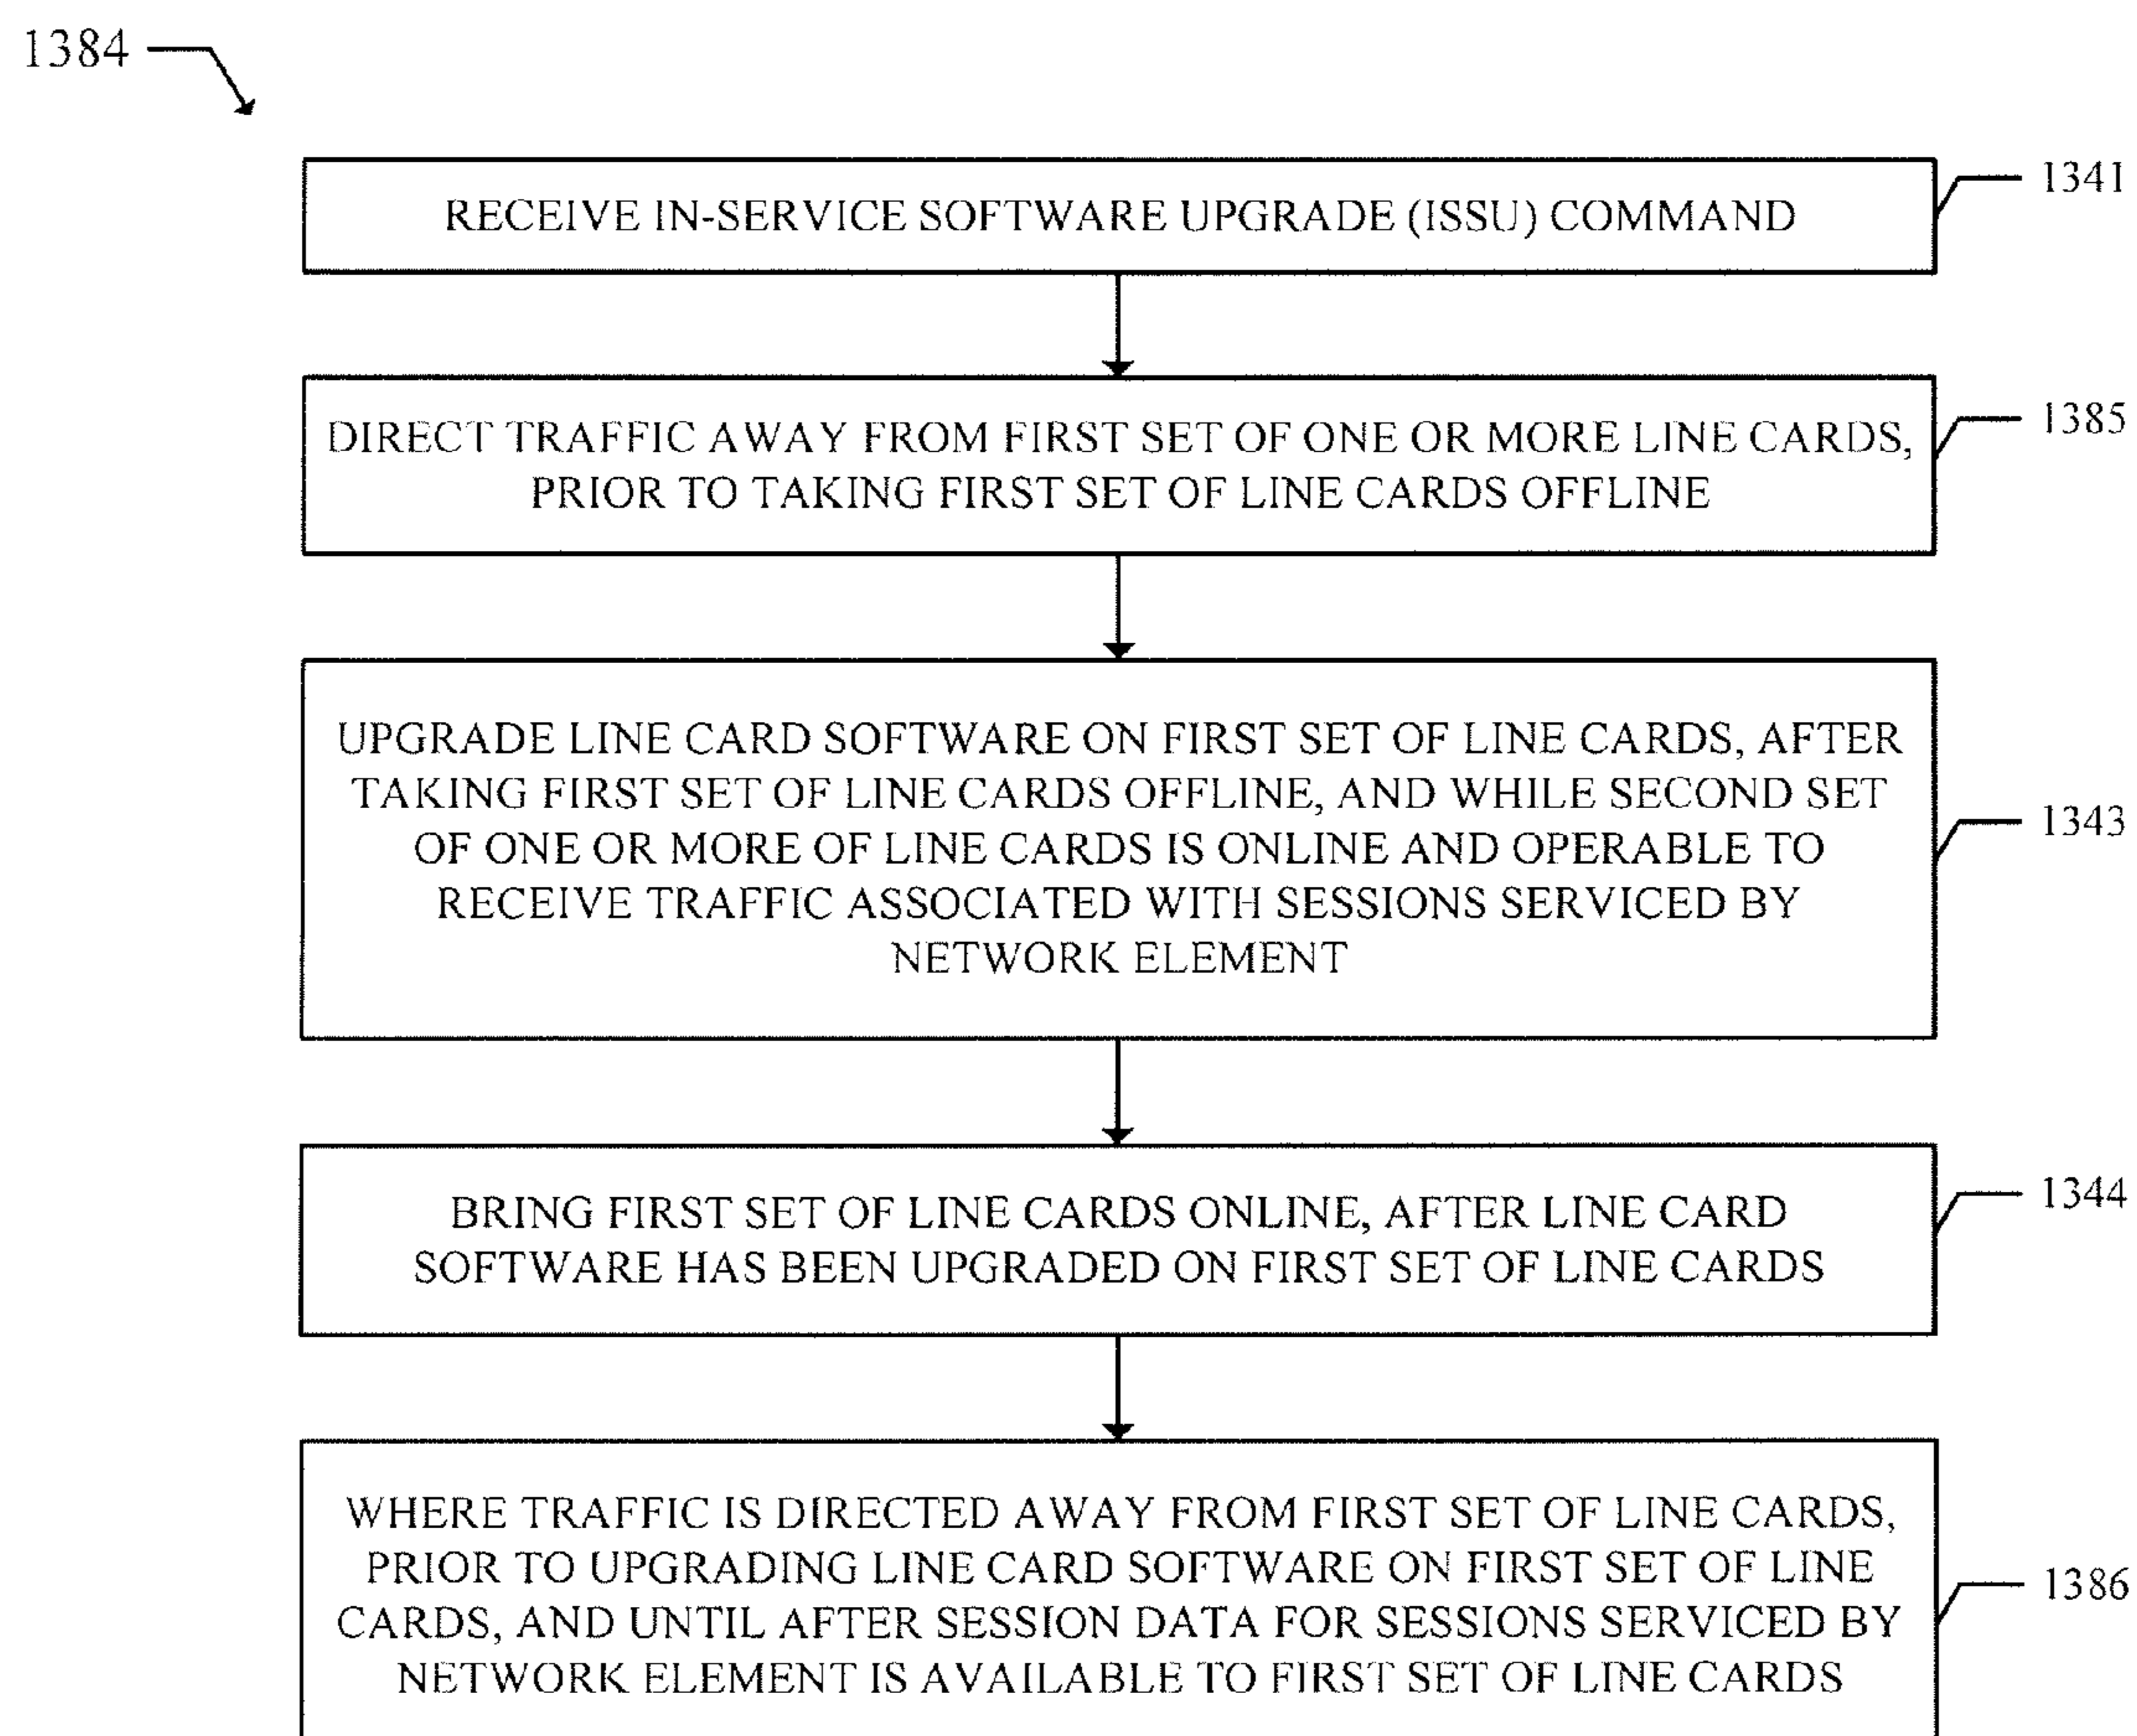 1384
RECEIVE IN-SERVICE SOFTWARE UPGRADE (ISSU) COMMAND
1341
DIRECT TRAFFIC AWAY FROM FIRST SET OF ONE OR MORE LINE CARDS,
PRIOR TO TAKING FIRST SET OF LINE CARDS OFFLINE
1385
UPGRADE LINE CARD SOFTWARE ON FIRST SET OF LINE CARDS, AFTER
TAKING FIRST SET OF LINE CARDS OFFLINE, AND WHILE SECOND SET
OF ONE OR MORE OF LINE CARDS IS ONLINE AND OPERABLE TO
RECEIVE TRAFFIC ASSOCIATED WITH SESSIONS SERVICED BY
NETWORK ELEMENT
1343
BRING FIRST SET OF LINE CARDS ONLINE, AFTER LINE CARD
SOFTWARE HAS BEEN UPGRADED ON FIRST SET OF LINE CARDS
1344
WHERE TRAFFIC IS DIRECTED AWAY FROM FIRST SET OF LINE CARDS,
PRIOR TO UPGRADING LINE CARD SOFTWARE ON FIRST SET OF LINE
CARDS, AND UNTIL AFTER SESSION DATA FOR SESSIONS SERVICED BY
NETWORK ELEMENT IS AVAILABLE TO FIRST SET OF LINE CARDS
1386